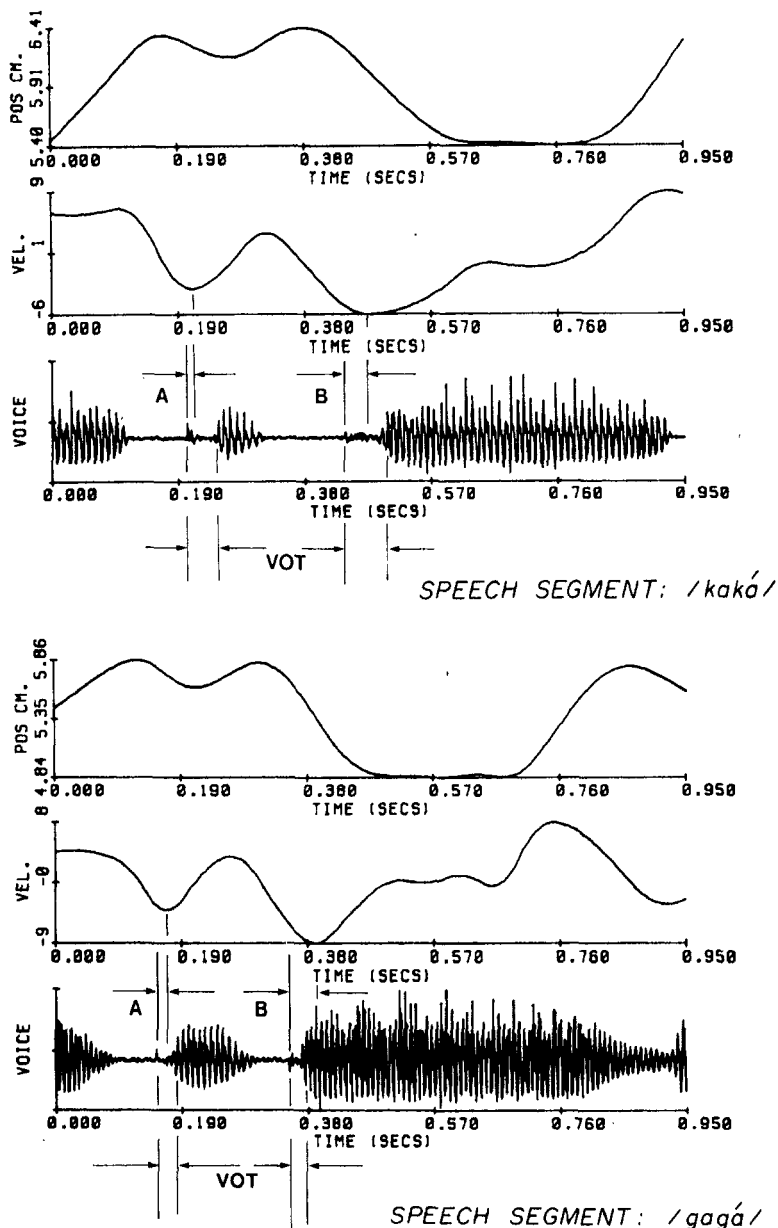 POS CM.
5.40 5.91 6.41
0.000 0.190 0.380 0.570 0.760 0.950
TIME (SECS)
VEL.
-6 1 9
0.000 0.190 0.380 0.570 0.760 0.950
TIME (SECS)
A B
VOICE
0.000 0.190 0.380 0.570 0.760 0.950
TIME (SECS)
VOT
SPEECH SEGMENT: /kaká/
POS CM.
4.84 5.35 5.86
0.000 0.190 0.380 0.570 0.760 0.950
TIME (SECS)
VEL.
-9 -0 8
0.000 0.190 0.380 0.570 0.760 0.950
TIME (SECS)
A B
VOICE
0.000 0.190 0.380 0.570 0.760 0.950
TIME (SECS)
VOT
SPEECH SEGMENT: /gagá/